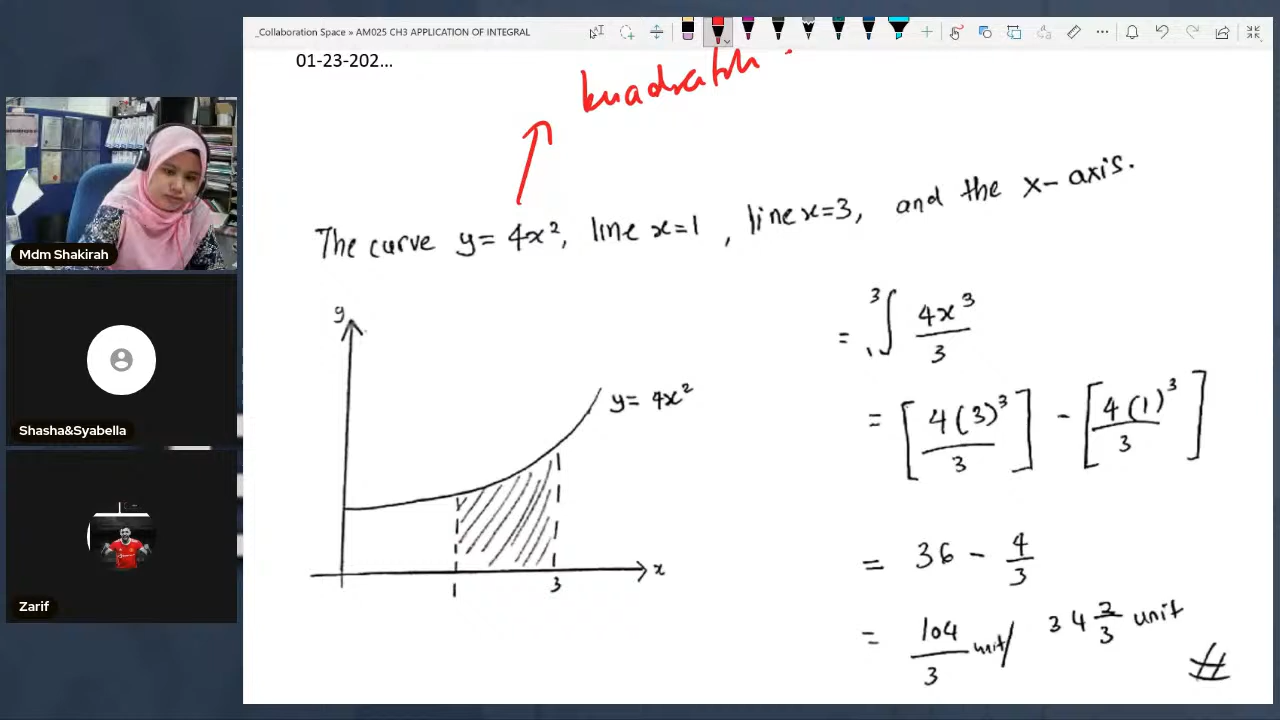 _Collaboration Space » AM025 CH3 APPLICATION OF INTEGRAL
01-23-202...
kuadratik
The curve y = 4x², line x=1, line x=3, and the x-axis.
y
y = 4x²
x
1
3
= ₁³∫ 4x³/3
= [4(3)³/3] - [4(1)³/3]
= 36 - 4/3
= 104/3 unit/ 34 2/3 unit #
Mdm Shakirah
Shasha&Syabella
Zarif